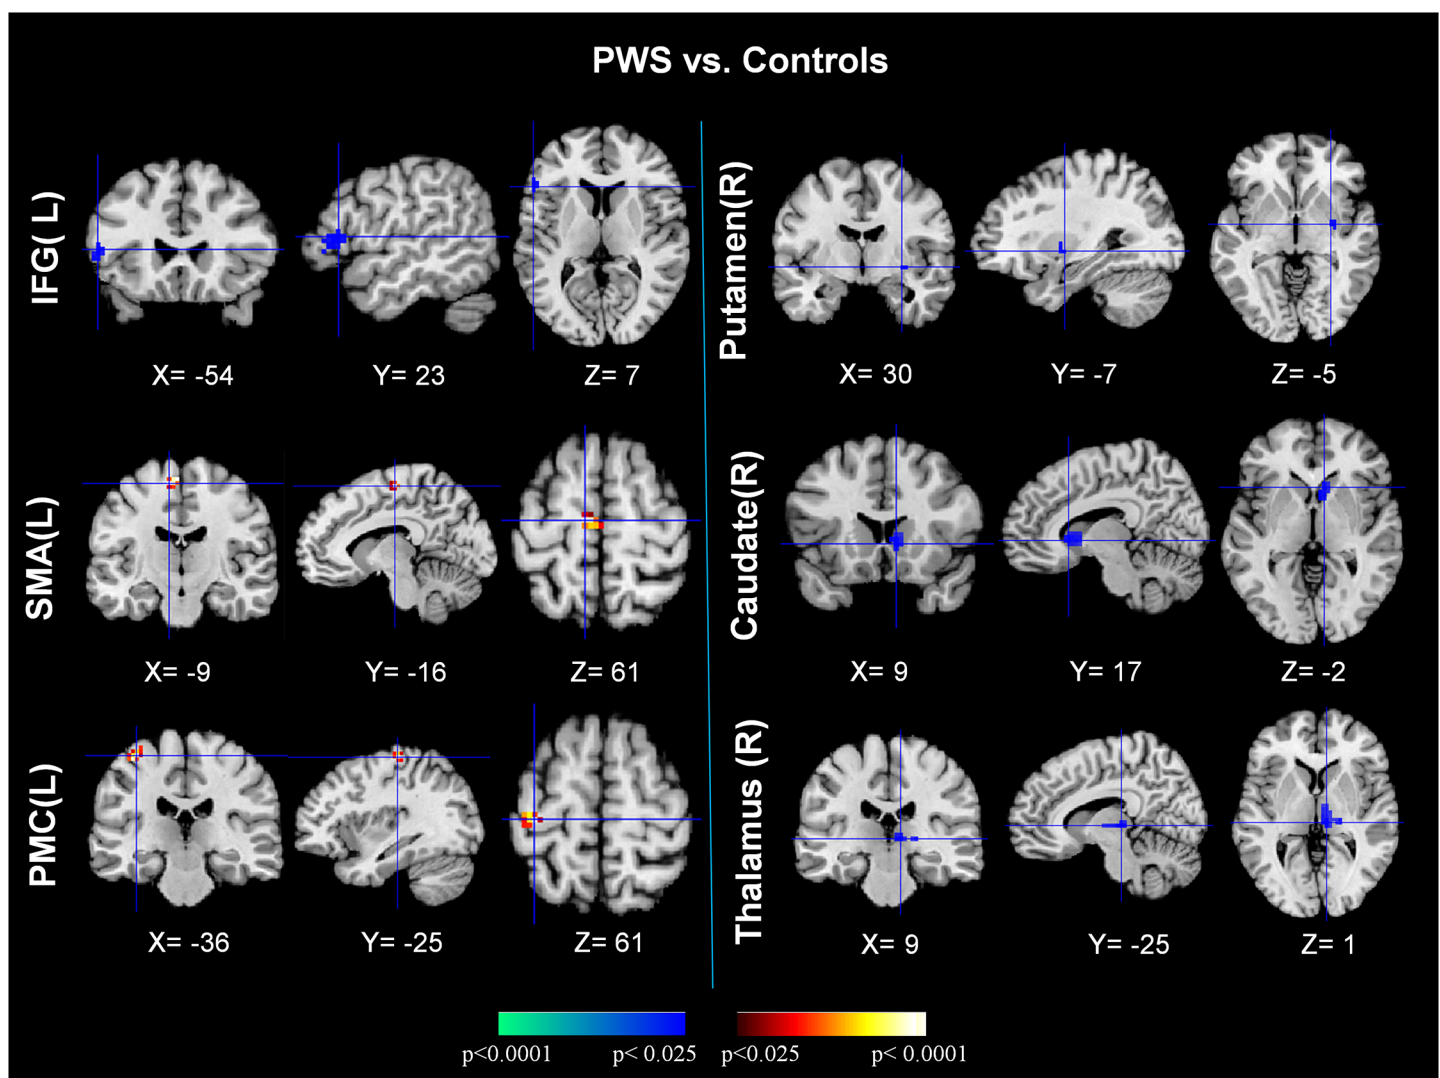 PWS vs. Controls
IFG( L)
X= -54 Y= 23 Z= 7
SMA(L)
X= -9 Y= -16 Z= 61
PMC(L)
X= -36 Y= -25 Z= 61
Putamen(R)
X= 30 Y= -7 Z= -5
Caudate(R)
X= 9 Y= 17 Z= -2
Thalamus (R)
X= 9 Y= -25 Z= 1
p<0.0001 p< 0.025 p<0.025 p< 0.0001